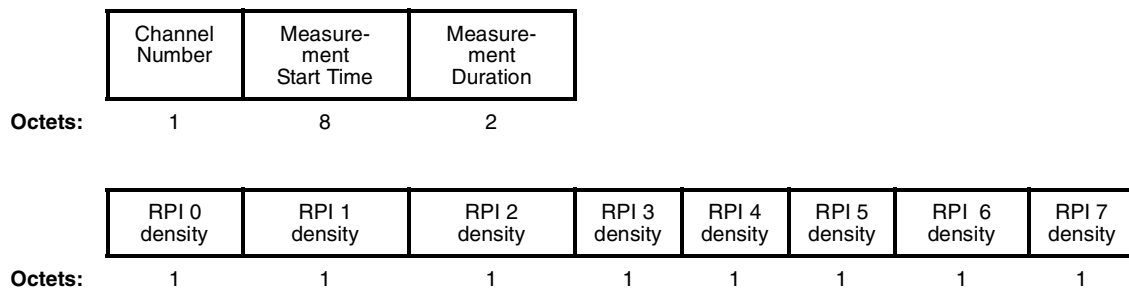 Channel Number Measure-ment Start Time Measure-ment Duration
Octets: 1 8 2
RPI 0 density RPI 1 density RPI 2 density RPI 3 density RPI 4 density RPI 5 density RPI 6 density RPI 7 density
Octets: 1 1 1 1 1 1 1 1